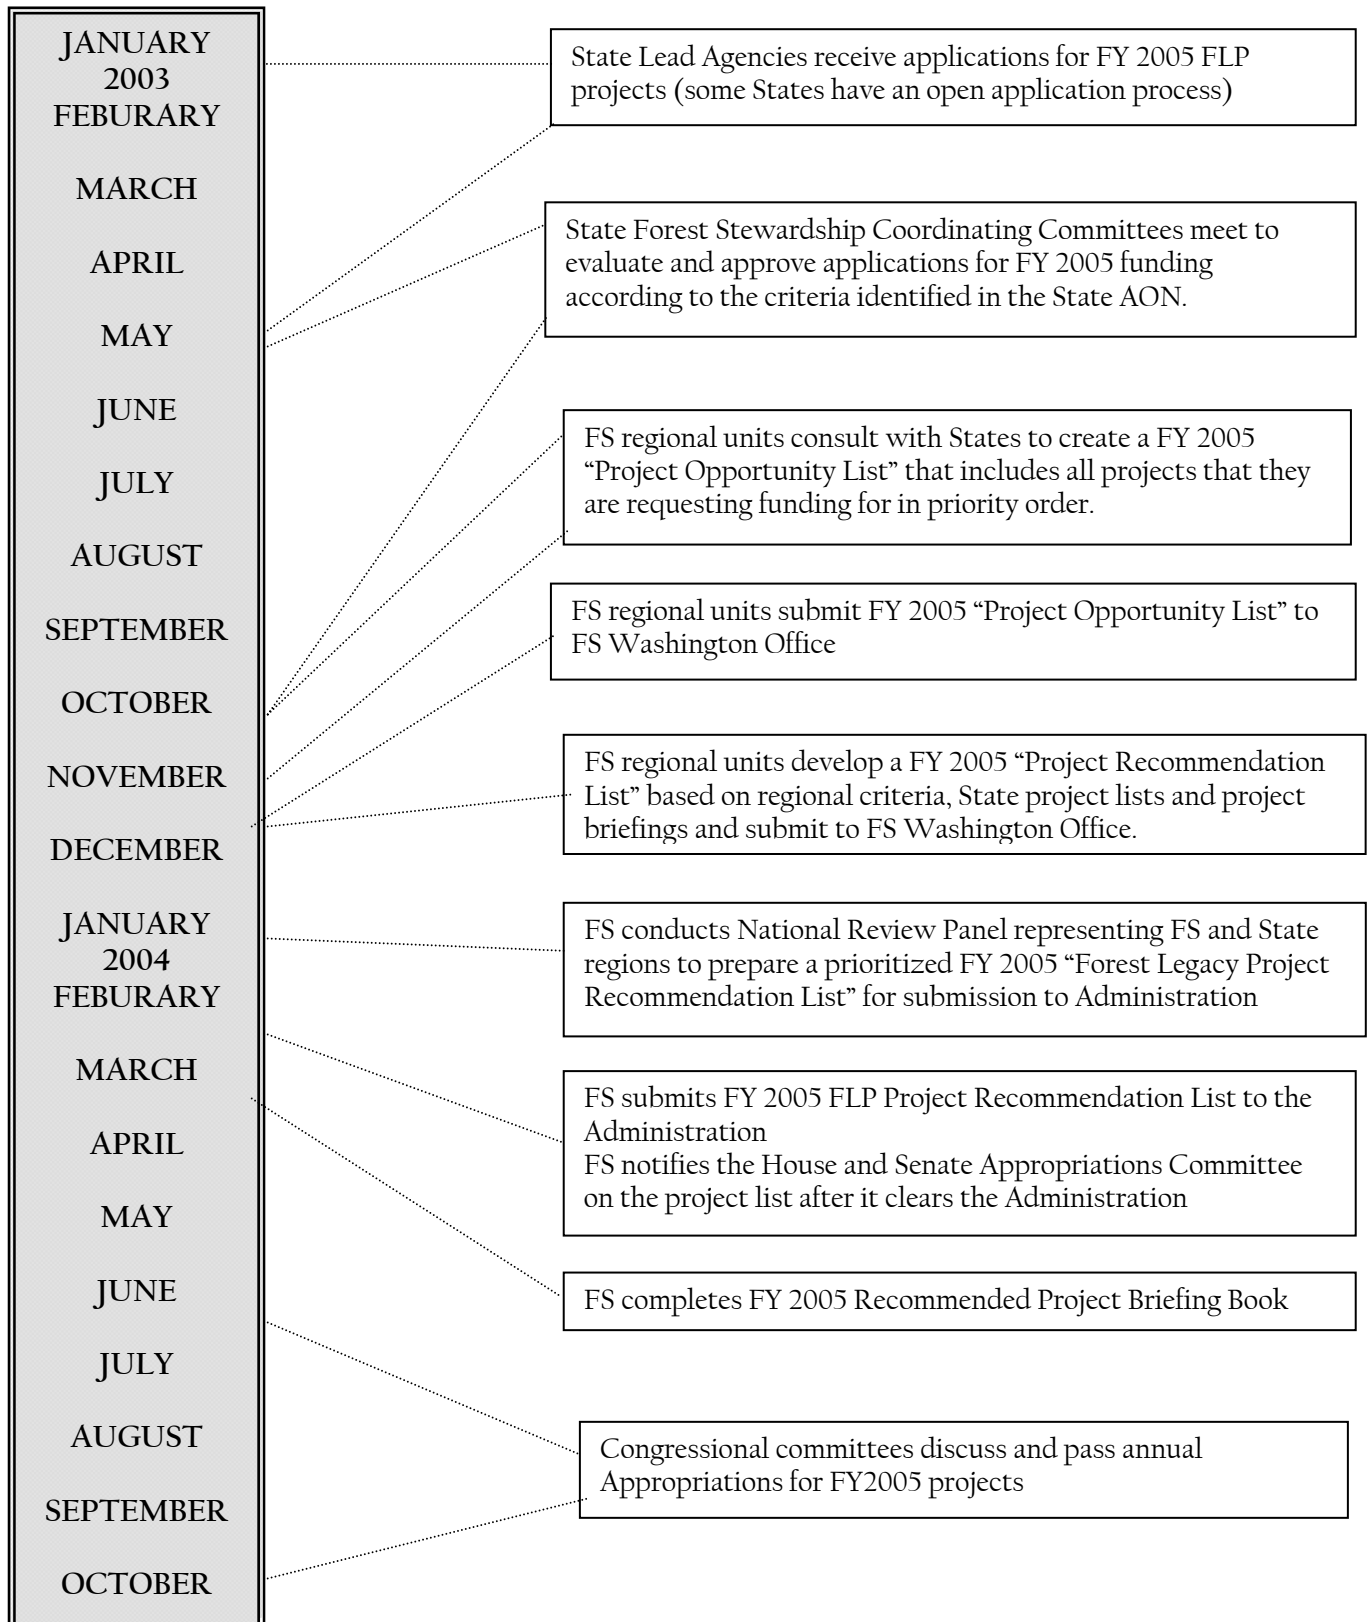 JANUARY
2003
FEBURARY
MARCH
APRIL
MAY
JUNE
JULY
AUGUST
SEPTEMBER
OCTOBER
NOVEMBER
DECEMBER
JANUARY
2004
FEBURARY
MARCH
APRIL
MAY
JUNE
JULY
AUGUST
SEPTEMBER
OCTOBER
State Lead Agencies receive applications for FY 2005 FLP
projects (some States have an open application process)
State Forest Stewardship Coordinating Committees meet to
evaluate and approve applications for FY 2005 funding
according to the criteria identified in the State AON.
FS regional units consult with States to create a FY 2005
“Project Opportunity List” that includes all projects that they
are requesting funding for in priority order.
FS regional units submit FY 2005 “Project Opportunity List” to
FS Washington Office
FS regional units develop a FY 2005 “Project Recommendation
List” based on regional criteria, State project lists and project
briefings and submit to FS Washington Office.
FS conducts National Review Panel representing FS and State
regions to prepare a prioritized FY 2005 “Forest Legacy Project
Recommendation List” for submission to Administration
FS submits FY 2005 FLP Project Recommendation List to the
Administration
FS notifies the House and Senate Appropriations Committee
on the project list after it clears the Administration
FS completes FY 2005 Recommended Project Briefing Book
Congressional committees discuss and pass annual
Appropriations for FY2005 projects